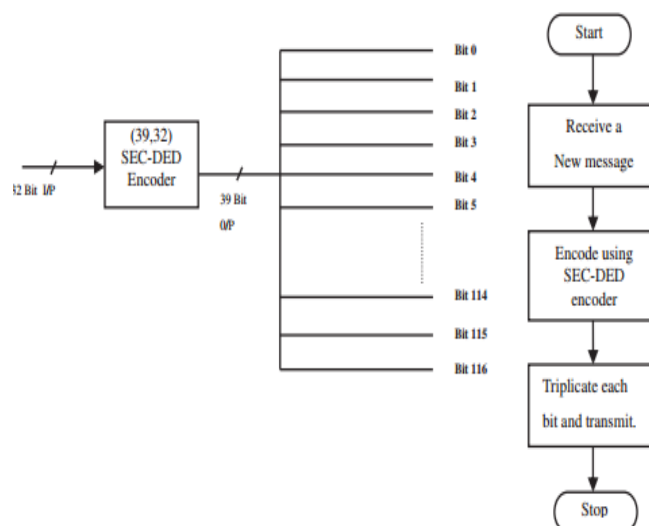 (39,32)
SEC-DED
Encoder
32 Bit I/P
39 Bit
0/P
Bit 0
Bit 1
Bit 2
Bit 3
Bit 4
Bit 5
Bit 114
Bit 115
Bit 116
Start
Receive a
New message
Encode using
SEC-DED
encoder
Triplicate each
bit and transmit.
Stop